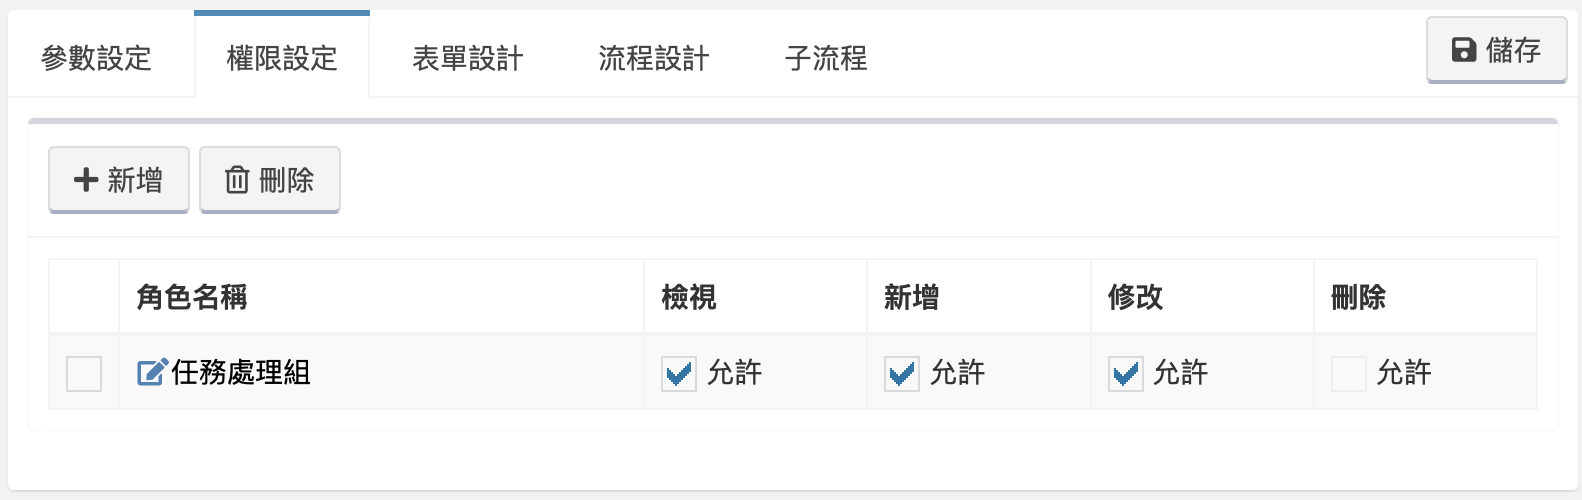 參數設定 權限設定 表單設計 流程設計 子流程 儲存
新增 刪除
角色名稱 檢視 新增 修改 刪除
任務處理組 允許 允許 允許 允許